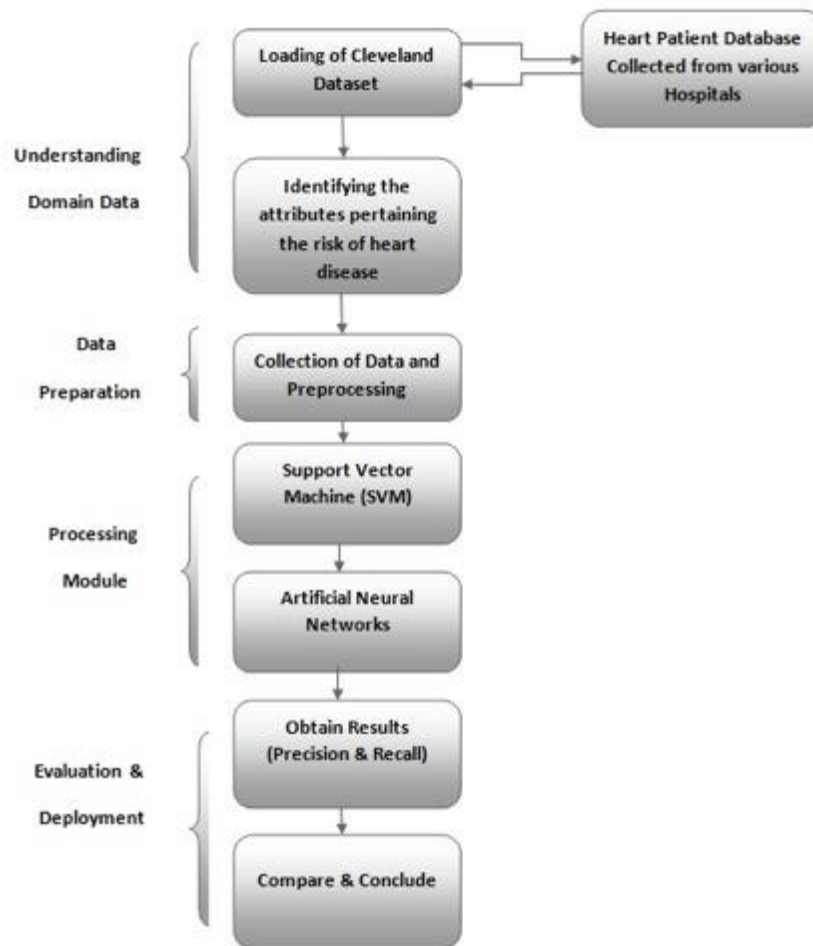 Loading of Cleveland
Dataset
Heart Patient Database
Collected from various
Hospitals
Understanding
Domain Data
Identifying the
attributes pertaining
the risk of heart
disease
Data
Preparation
Collection of Data and
Preprocessing
Processing
Module
Support Vector
Machine (SVM)
Artificial Neural
Networks
Evaluation &
Deployment
Obtain Results
(Precision & Recall)
Compare & Conclude